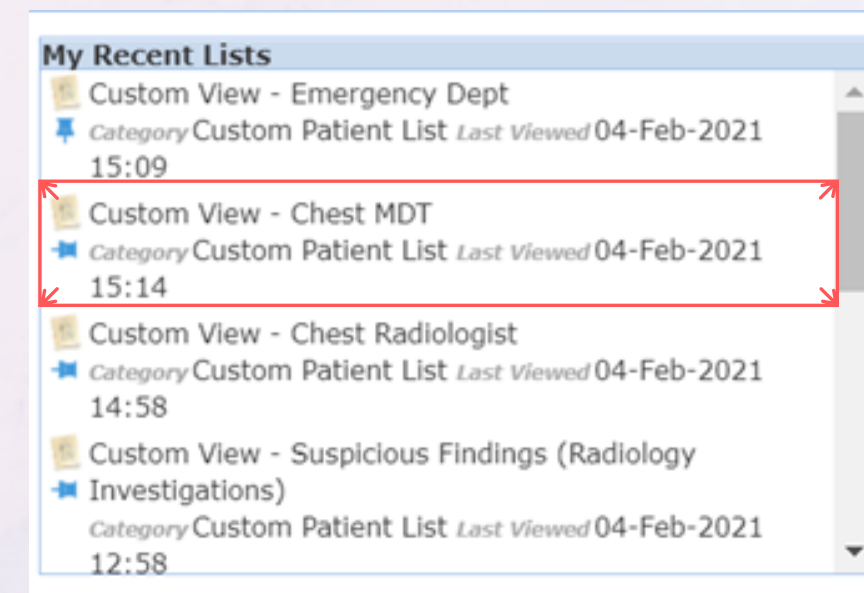 My Recent Lists
Custom View - Emergency Dept
Category Custom Patient List Last Viewed 04-Feb-2021
15:09
Custom View - Chest MDT
Category Custom Patient List Last Viewed 04-Feb-2021
15:14
Custom View - Chest Radiologist
Category Custom Patient List Last Viewed 04-Feb-2021
14:58
Custom View - Suspicious Findings (Radiology
Investigations)
Category Custom Patient List Last Viewed 04-Feb-2021
12:58